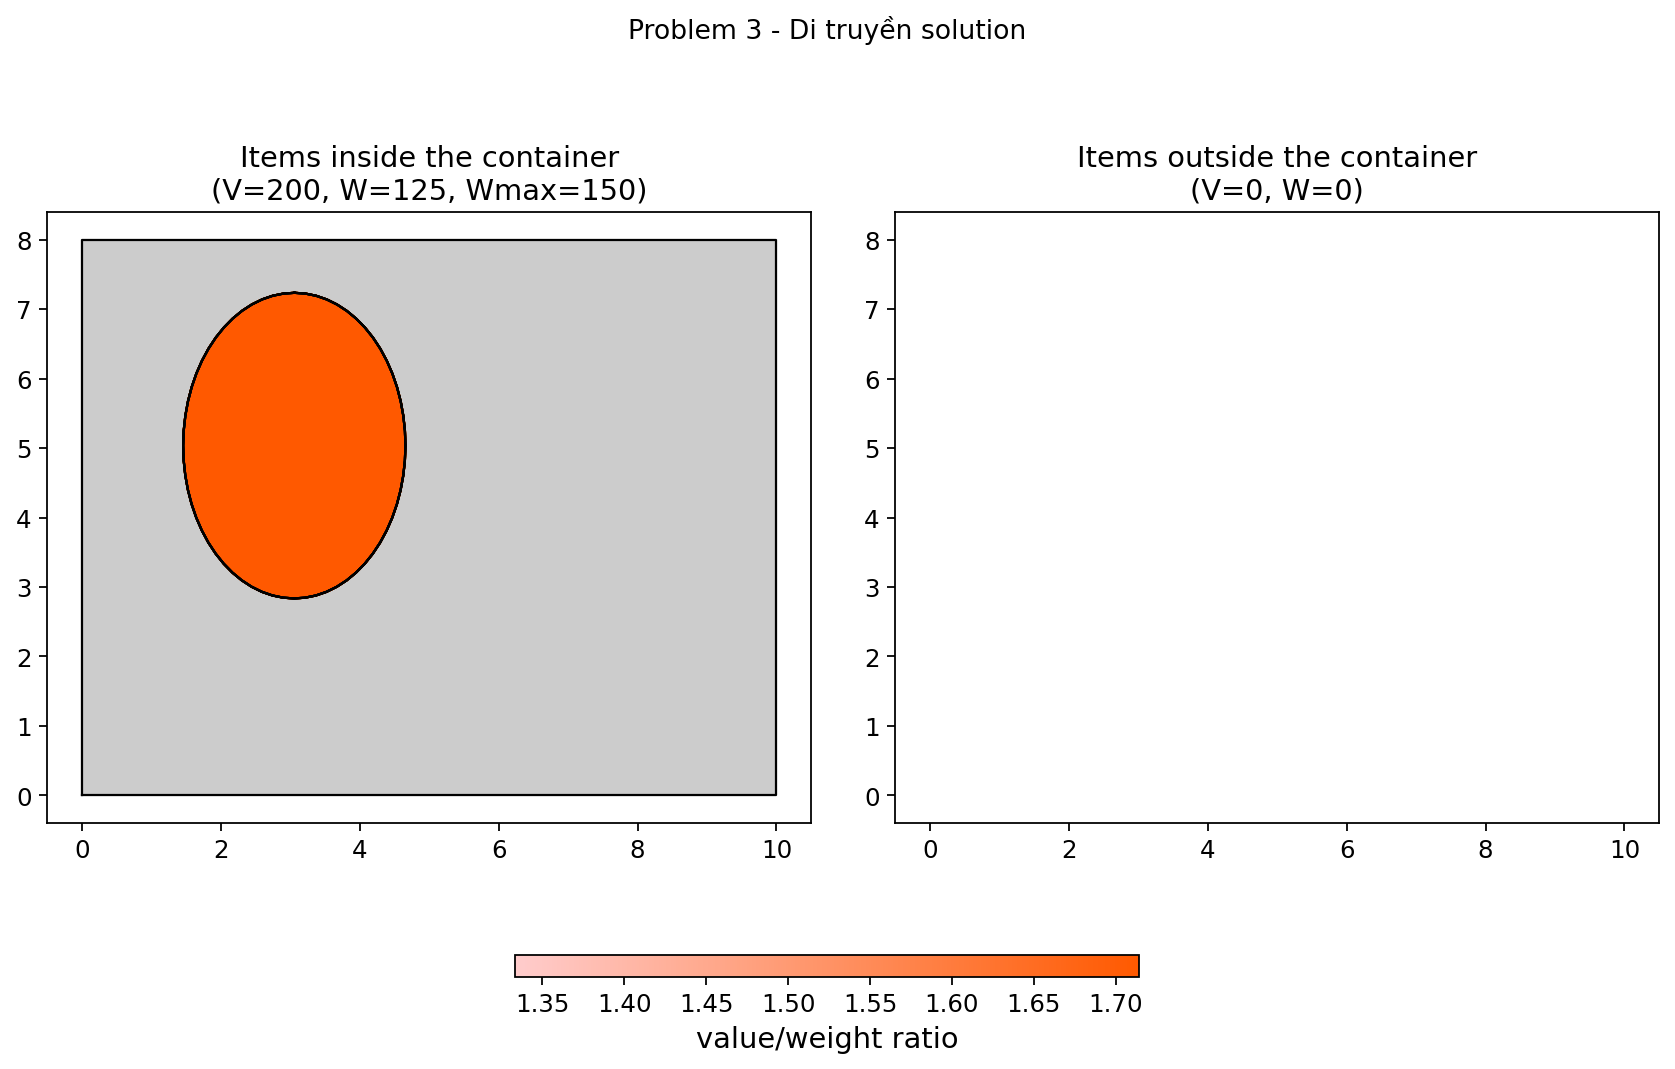 Problem 3 - Di truyền solution
Items inside the container
(V=200, W=125, Wmax=150)
8
7
6
5
4
3
2
1
0
0 2 4 6 8 10
Items outside the container
(V=0, W=0)
8
7
6
5
4
3
2
1
0
0 2 4 6 8 10
1.35 1.40 1.45 1.50 1.55 1.60 1.65 1.70
value/weight ratio